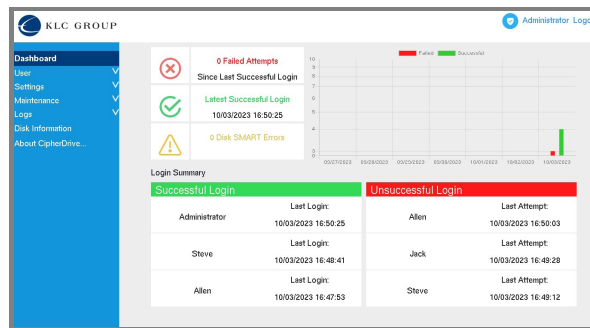 KLC GROUP
Administrator Logo
Dashboard
User
Settings
Maintenance
Logs
Disk Information
About CipherDrive...
0 Failed Attempts
Since Last Successful Login
Latest Successful Login
10/03/2023 16:50:25
0 Disk SMART Errors
Failed Successful
10
9
8
7
6
5
4
3
0
09/27/2023 09/28/2023 09/29/2023 09/30/2023 10/01/2023 10/02/2023 10/03/2023
Login Summary
Successful Login
Administrator
Last Login:
10/03/2023 16:50:25
Steve
Last Login:
10/03/2023 16:48:41
Allen
Last Login:
10/03/2023 16:47:53
Unsuccessful Login
Allen
Last Attempt:
10/03/2023 16:50:03
Jack
Last Attempt:
10/03/2023 16:49:28
Steve
Last Attempt:
10/03/2023 16:49:12